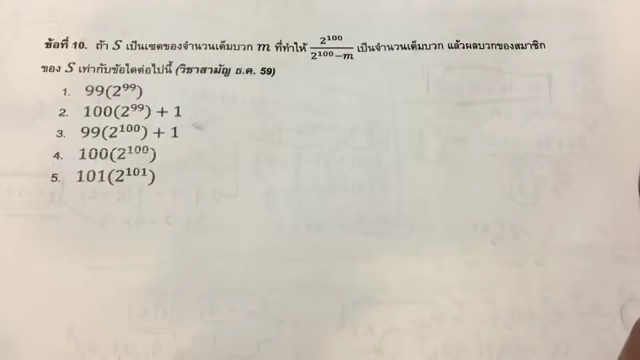 ข้อที่ 10. ถ้า S เป็นเซตของจำนวนเต็มบวก m ที่ทำให้ 2^100/(2^100−m) เป็นจำนวนเต็มบวก แล้วผลบวกของสมาชิก
ของ S เท่ากับข้อใดต่อไปนี้ (วิชาสามัญ ธ.ค. 59)
1. 99(2^99)
2. 100(2^99) + 1
3. 99(2^100) + 1
4. 100(2^100)
5. 101(2^101)